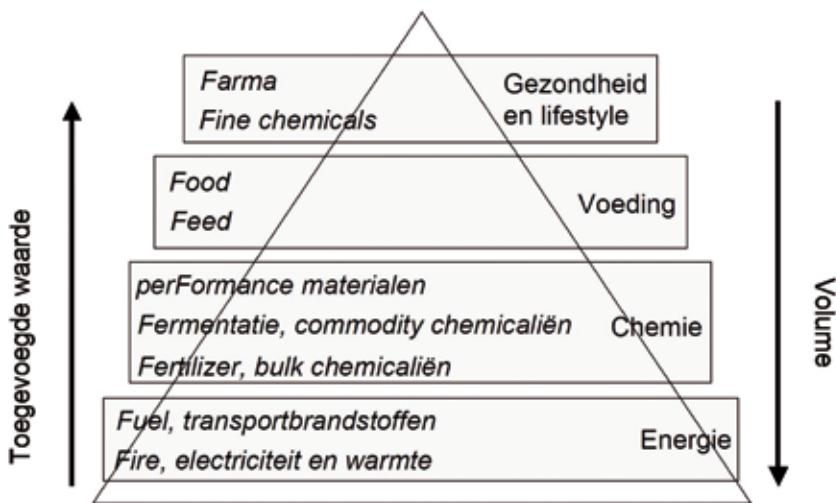 Farma
Fine chemicals
Gezondheid
en lifestyle
Food
Feed
Voeding
perFormance materialen
Fermentatie, commodity chemicaliën
Fertilizer, bulk chemicaliën
Chemie
Fuel, transportbrandstoffen
Fire, electriciteit en warmte
Energie
Toegevoegde waarde
Volume